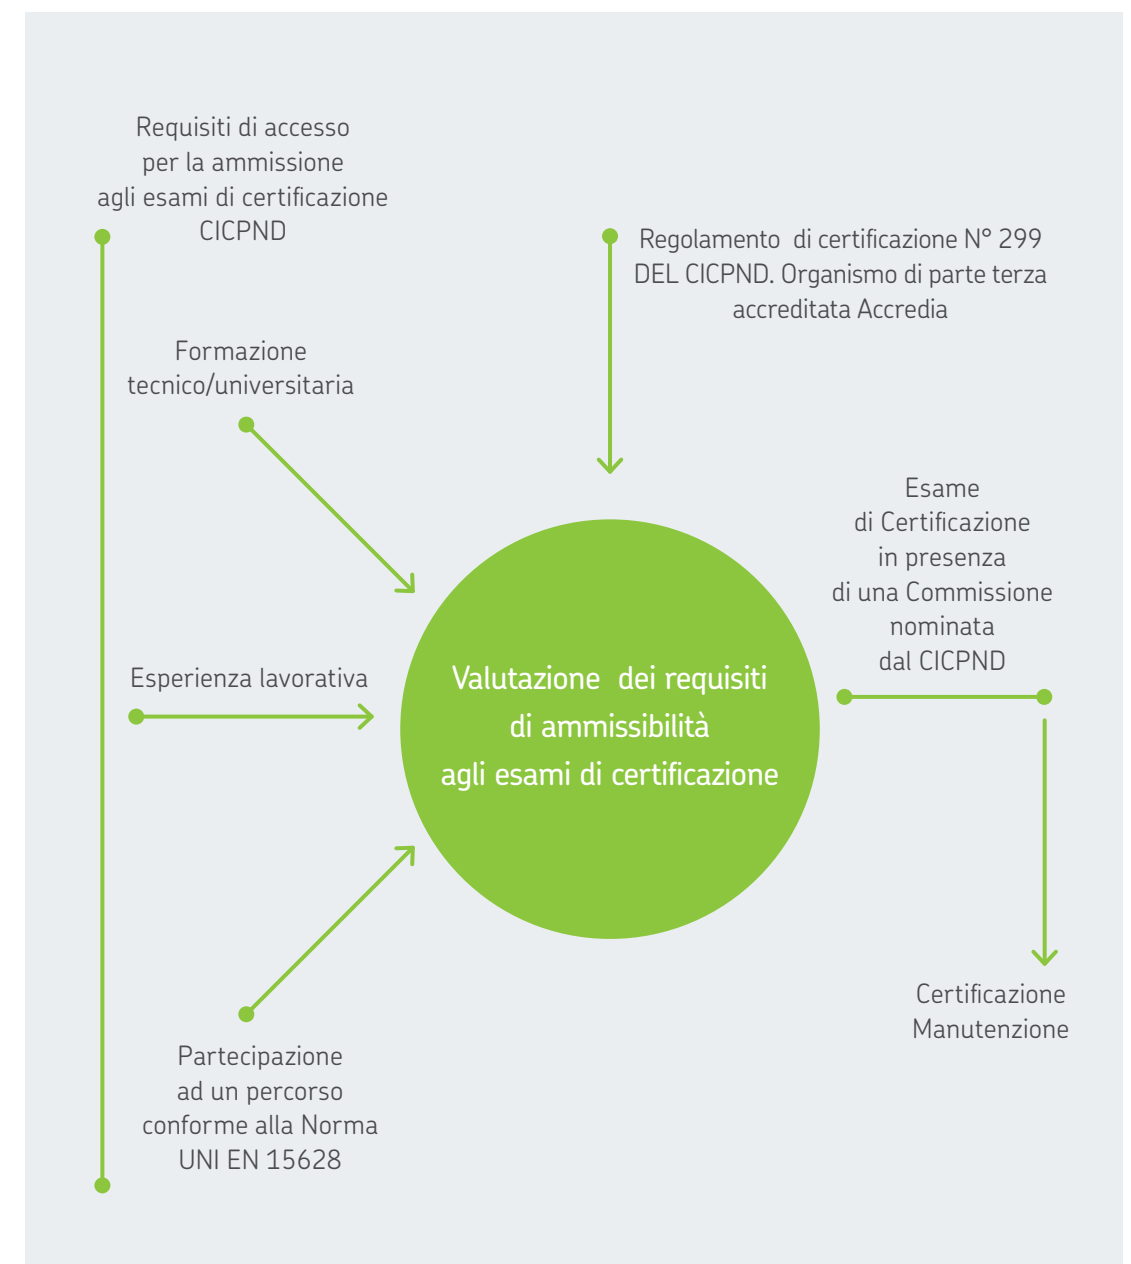 Requisiti di accesso
per la ammissione
agli esami di certificazione
CICPND
Regolamento di certificazione N° 299
DEL CICPND. Organismo di parte terza
accreditata Accredia
Formazione
tecnico/universitaria
Esame
di Certificazione
in presenza
di una Commissione
nominata
dal CICPND
Esperienza lavorativa
Valutazione dei requisiti
di ammissibilità
agli esami di certificazione
Certificazione
Manutenzione
Partecipazione
ad un percorso
conforme alla Norma
UNI EN 15628